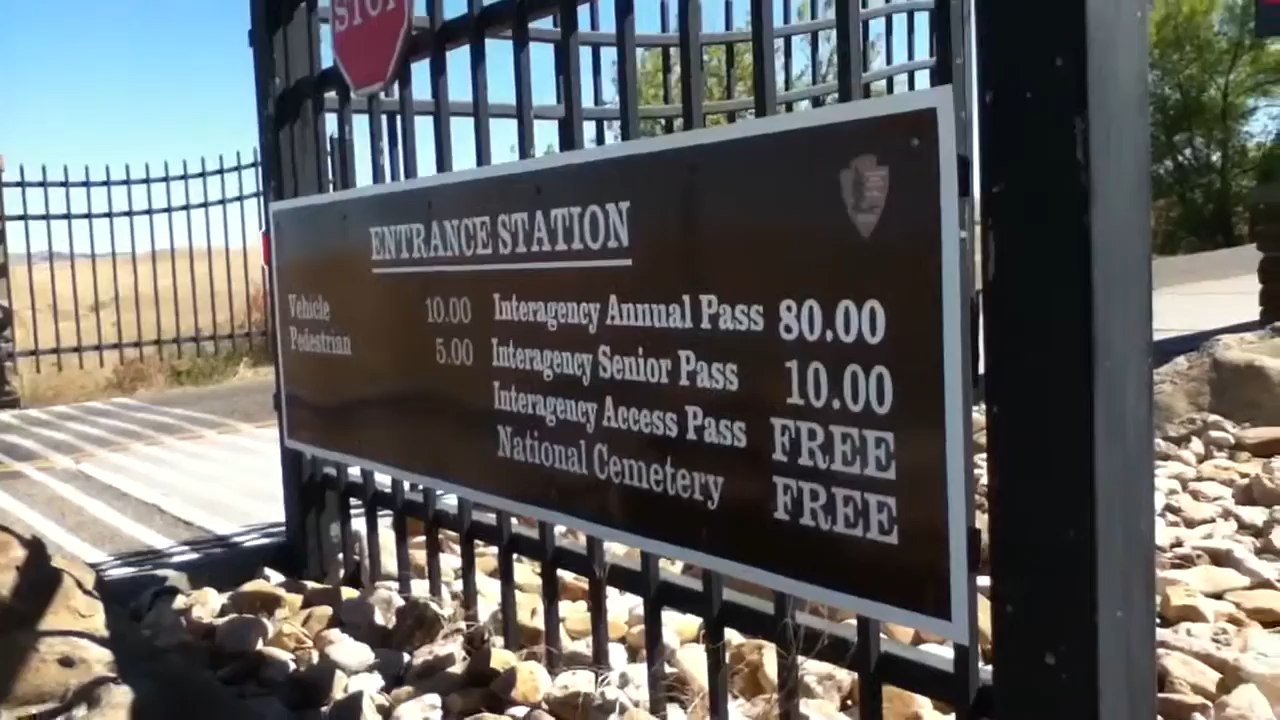 STOP
ENTRANCE STATION
Vehicle 10.00
Pedestrian 5.00
Interagency Annual Pass 80.00
Interagency Senior Pass 10.00
Interagency Access Pass FREE
National Cemetery FREE